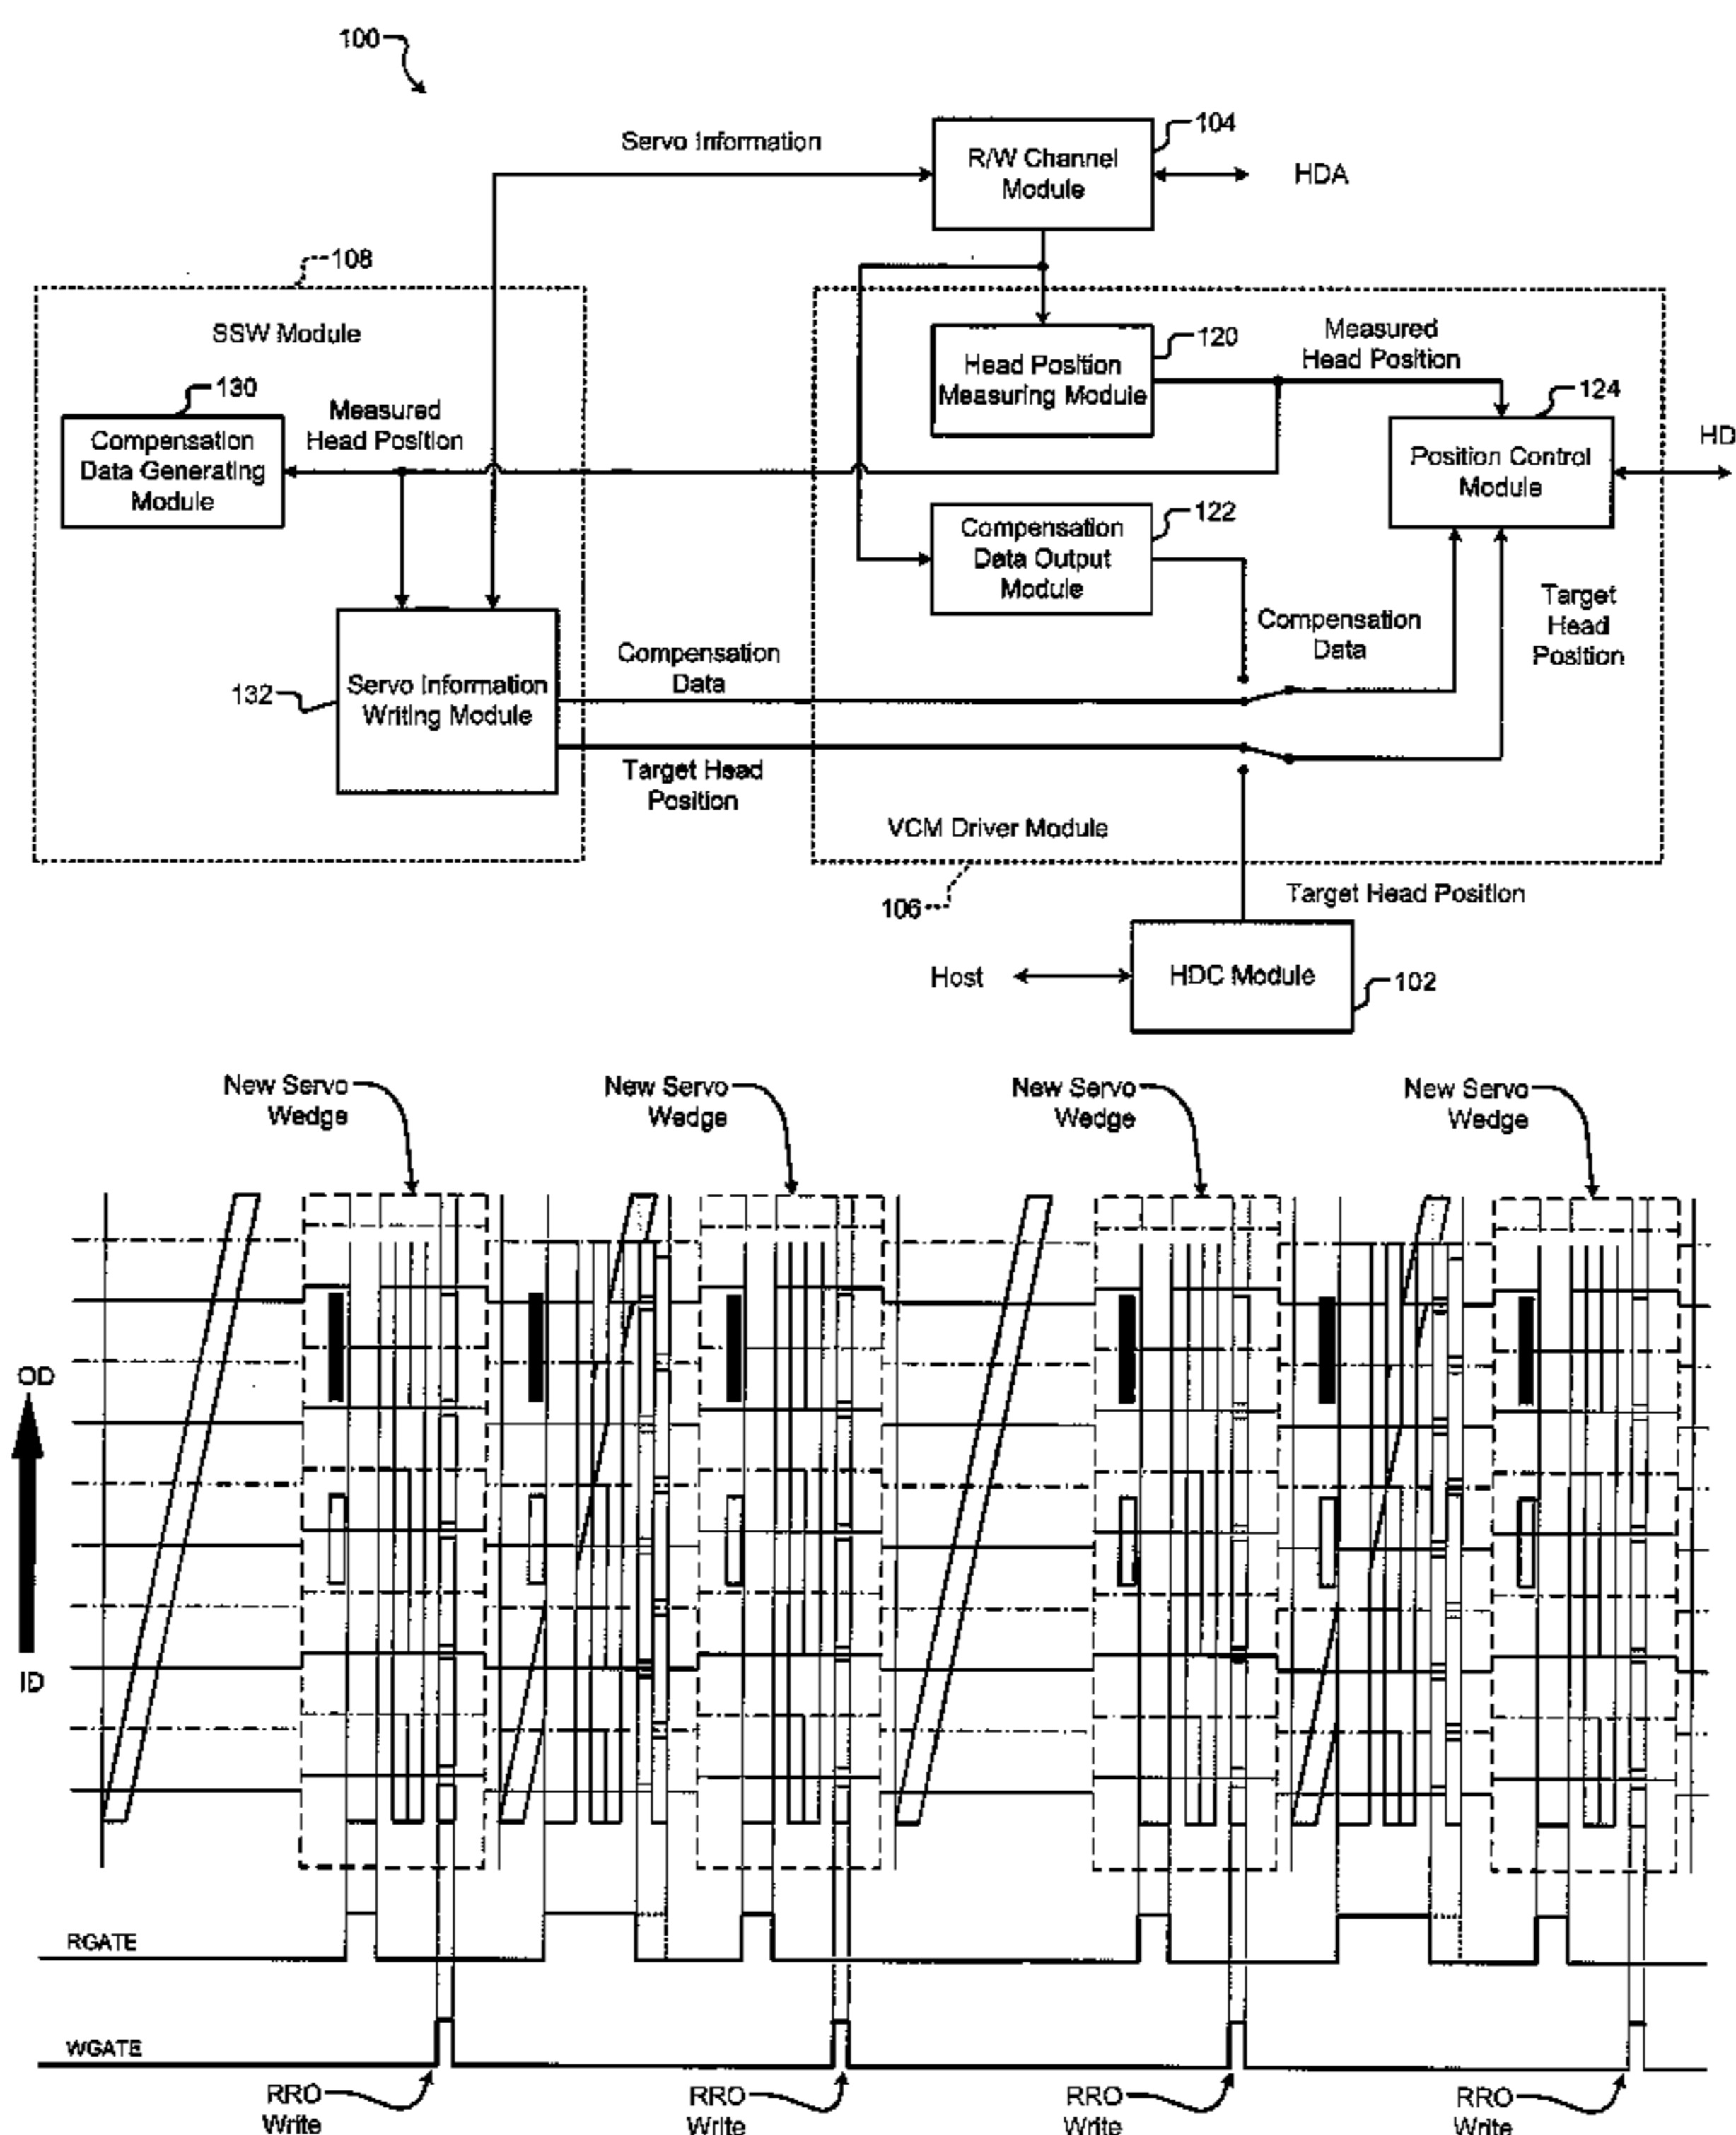 100
Servo Information
R/W Channel
Module
104
HDA
108
SSW Module
130
Compensation
Data Generating
Module
Measured
Head Position
Head Position
Measuring Module
120
Measured
Head Position
124
Position Control
Module
HD
Compensation
Data Output
Module
122
Compensation
Data
Target
Head
Position
132
Servo Information
Writing Module
Compensation
Data
Target Head
Position
VCM Driver Module
106
Target Head Position
Host
HDC Module
102
New Servo
Wedge
New Servo
Wedge
New Servo
Wedge
New Servo
Wedge
OD
ID
RGATE
WGATE
RRO
Write
RRO
Write
RRO
Write
RRO
Write